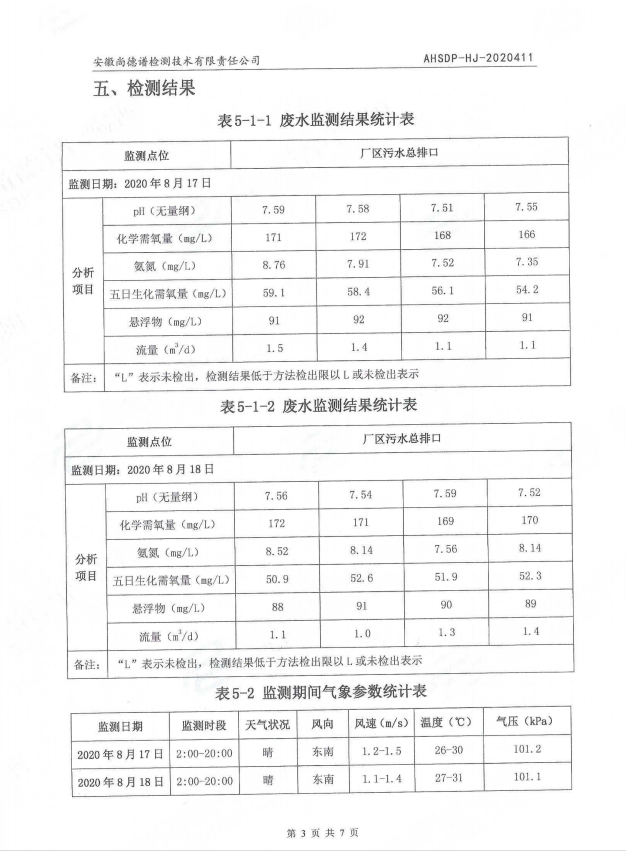 安徽尚德谱检测技术有限责任公司 AHSDP-HJ-2020411
五、检测结果
表5-1-1 废水监测结果统计表
监测点位 厂区污水总排口
监测日期：2020年8月17日
分析项目
pH（无量纲） 7.59 7.58 7.51 7.55
化学需氧量（mg/L） 171 172 168 166
氨氮（mg/L） 8.76 7.91 7.52 7.35
五日生化需氧量（mg/L） 59.1 58.4 56.1 54.2
悬浮物（mg/L） 91 92 92 91
流量（m³/d） 1.5 1.4 1.1 1.1
备注： “L”表示未检出，检测结果低于方法检出限以L或未检出表示
表5-1-2 废水监测结果统计表
监测点位 厂区污水总排口
监测日期：2020年8月18日
分析项目
pH（无量纲） 7.56 7.54 7.59 7.52
化学需氧量（mg/L） 172 171 169 170
氨氮（mg/L） 8.52 8.14 7.56 8.14
五日生化需氧量（mg/L） 50.9 52.6 51.9 52.3
悬浮物（mg/L） 88 91 90 89
流量（m³/d） 1.1 1.0 1.3 1.4
备注： “L”表示未检出，检测结果低于方法检出限以L或未检出表示
表5-2 监测期间气象参数统计表
监测日期 监测时段 天气状况 风向 风速（m/s） 温度（℃） 气压（kPa）
2020年8月17日 2:00-20:00 晴 东南 1.2-1.5 26-30 101.2
2020年8月18日 2:00-20:00 晴 东南 1.1-1.4 27-31 101.1
第 3 页 共 7 页